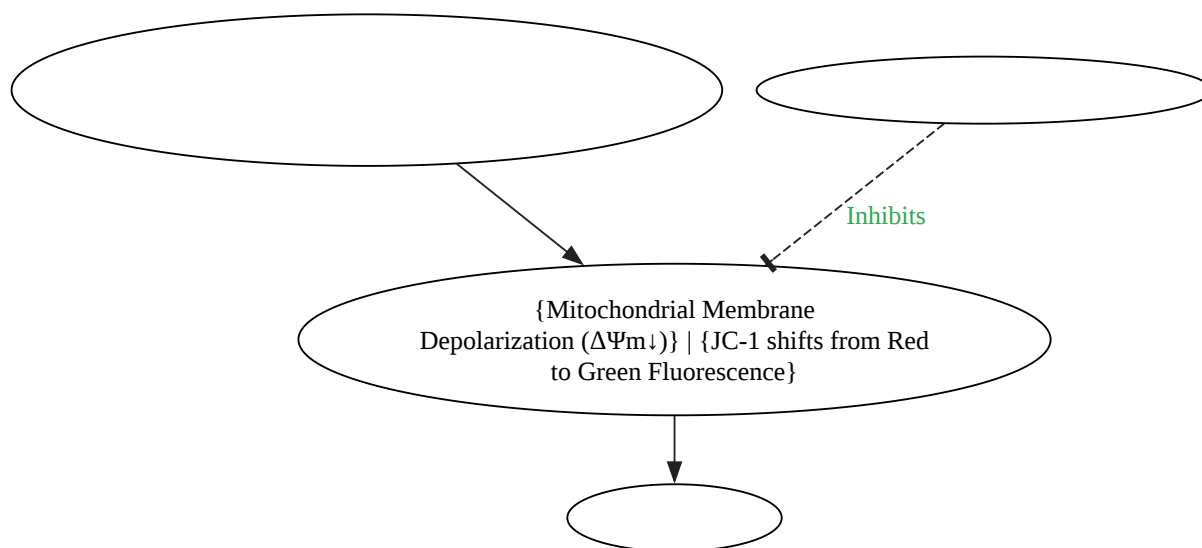 Inhibits
{Mitochondrial Membrane
Depolarization (ΔΨm↓)} | {JC-1 shifts from Red
to Green Fluorescence}